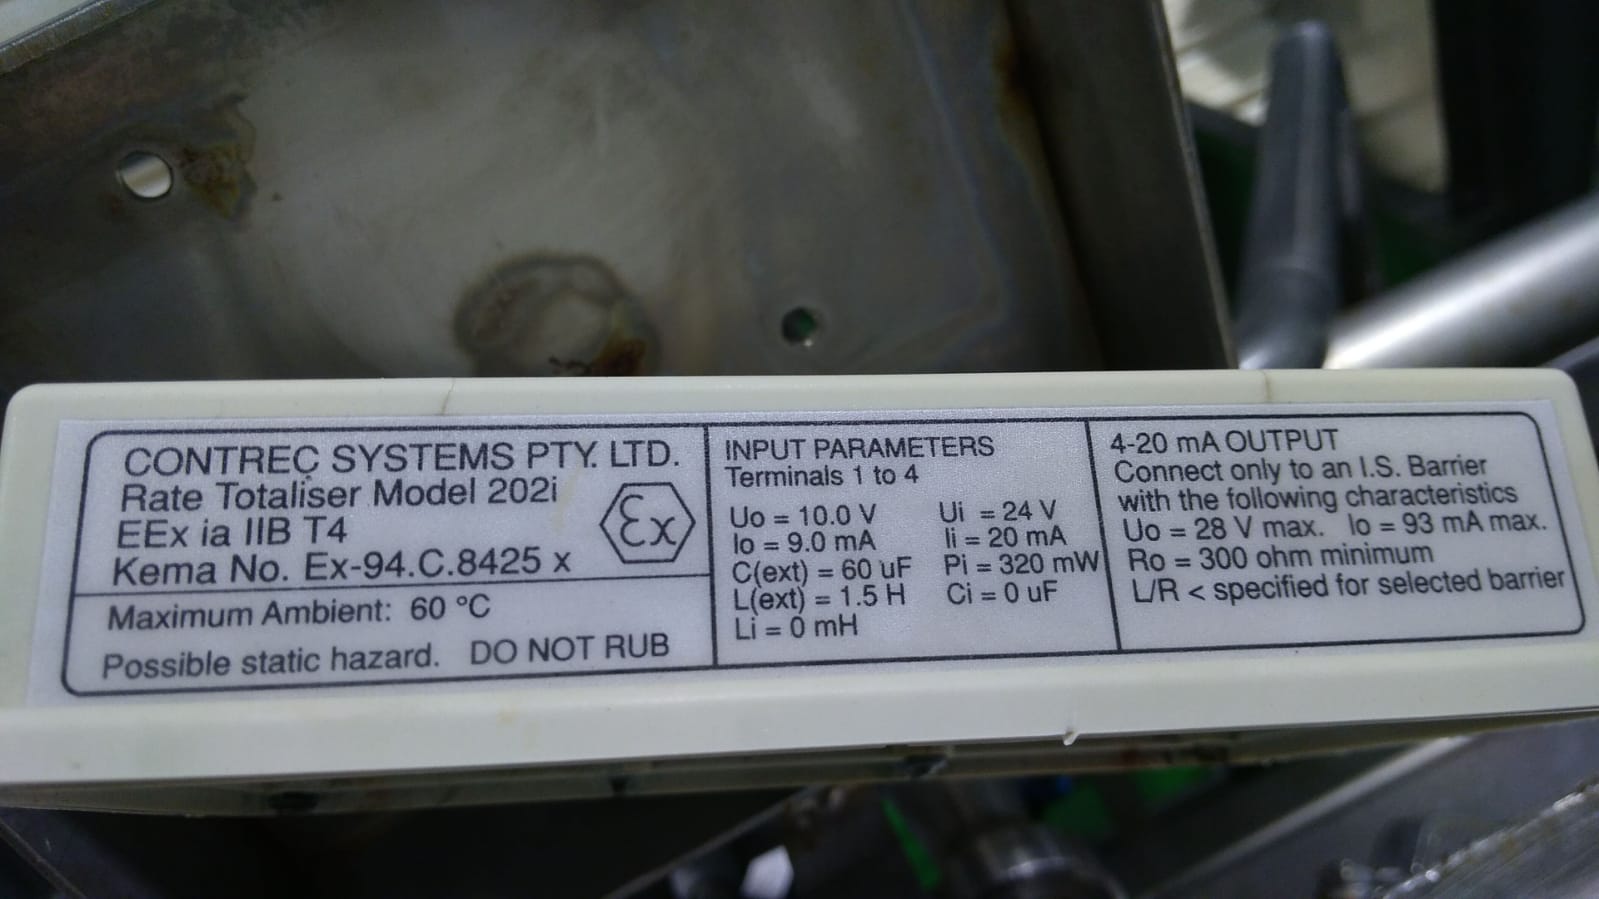 CONTREC SYSTEMS PTY. LTD.
Rate Totaliser Model 202i
EEx ia IIB T4
Kema No. Ex-94.C.8425 x
Ex
Maximum Ambient: 60 °C
Possible static hazard. DO NOT RUB
INPUT PARAMETERS
Terminals 1 to 4
Uo = 10.0 V Ui = 24 V
Io = 9.0 mA Ii = 20 mA
C(ext) = 60 uF Pi = 320 mW
L(ext) = 1.5 H Ci = 0 uF
Li = 0 mH
4-20 mA OUTPUT
Connect only to an I.S. Barrier
with the following characteristics
Uo = 28 V max. Io = 93 mA max.
Ro = 300 ohm minimum
L/R < specified for selected barrier